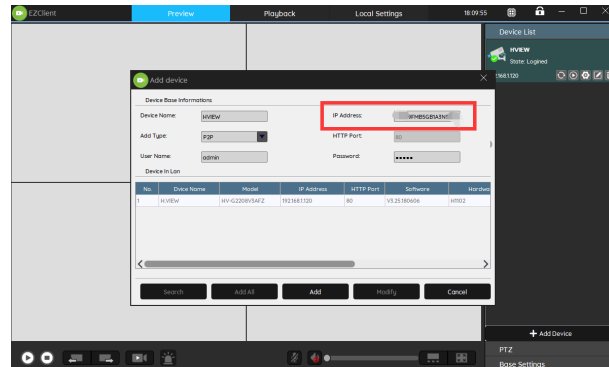 EZClient Preview Playback Local Settings 18:09:55
Device List
HVIEW
State: Logined
Add device
Device Base Informations
Device Name: HVIEW IP Address:
Add Type: P2P HTTP Port: 80
User Name: admin Password: •••••
Device In Lan
No. Dvice Name Model IP Address HTTP Port Software
1 H.VIEW HV-G2208V3AFZ 192.168.1.120 80 V3.25.180606 H1102
Search Add All Add Modify Cancel
+ Add Device
PTZ
Base Settings